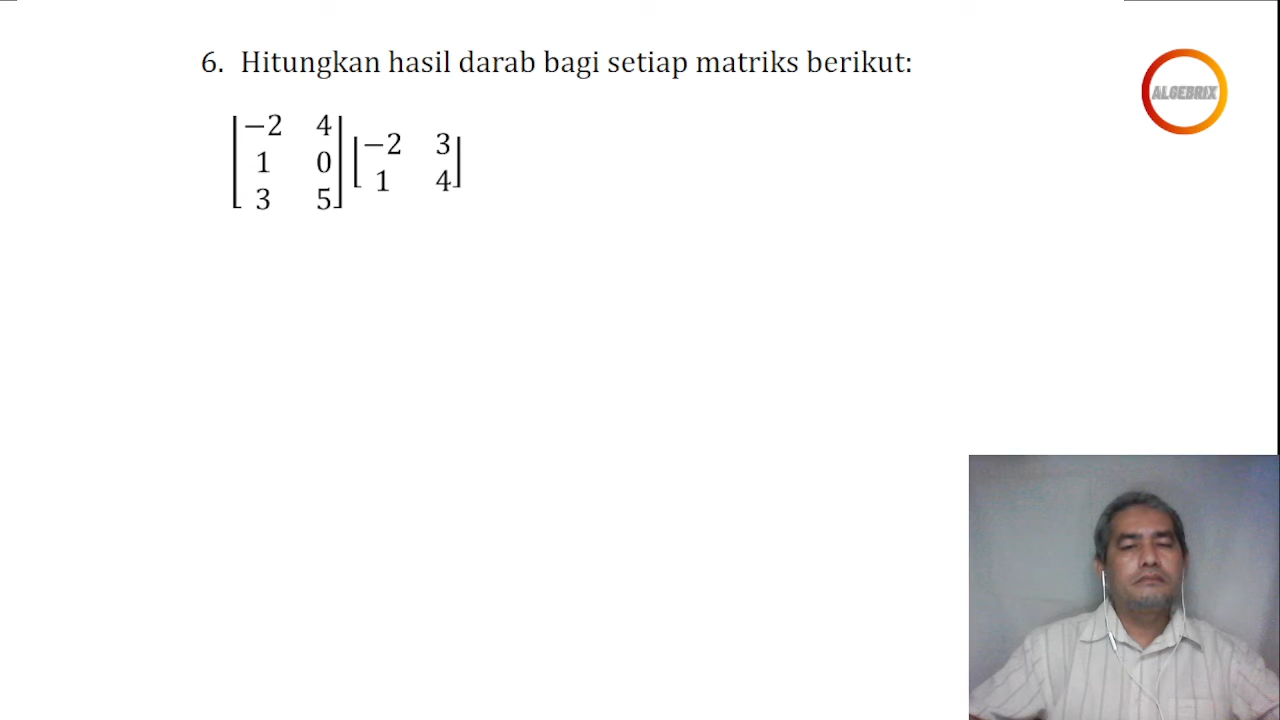 6. Hitungkan hasil darab bagi setiap matriks berikut:
ALGEBRIX
−2 4
1 0
3 5
−2 3
1 4